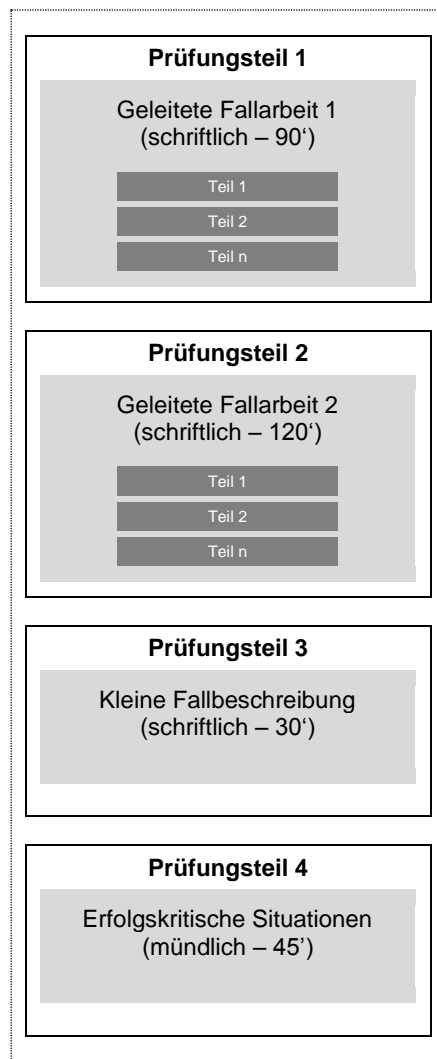 Prüfungsteil 1
Geleitete Fallarbeit 1
(schriftlich – 90‘)
Teil 1
Teil 2
Teil n
Prüfungsteil 2
Geleitete Fallarbeit 2
(schriftlich – 120‘)
Teil 1
Teil 2
Teil n
Prüfungsteil 3
Kleine Fallbeschreibung
(schriftlich – 30‘)
Prüfungsteil 4
Erfolgskritische Situationen
(mündlich – 45’)